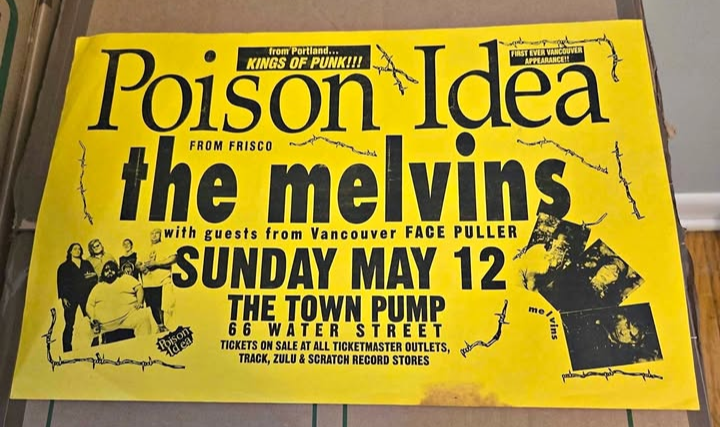 from Portland...
KINGS OF PUNK!!!
FIRST EVER VANCOUVER
APPEARANCE!!
Poison Idea
FROM FRISCO
the melvins
with guests from Vancouver FACE PULLER
SUNDAY MAY 12
THE TOWN PUMP
66 WATER STREET
TICKETS ON SALE AT ALL TICKETMASTER OUTLETS,
TRACK, ZULU & SCRATCH RECORD STORES
Poison
Idea
melvins